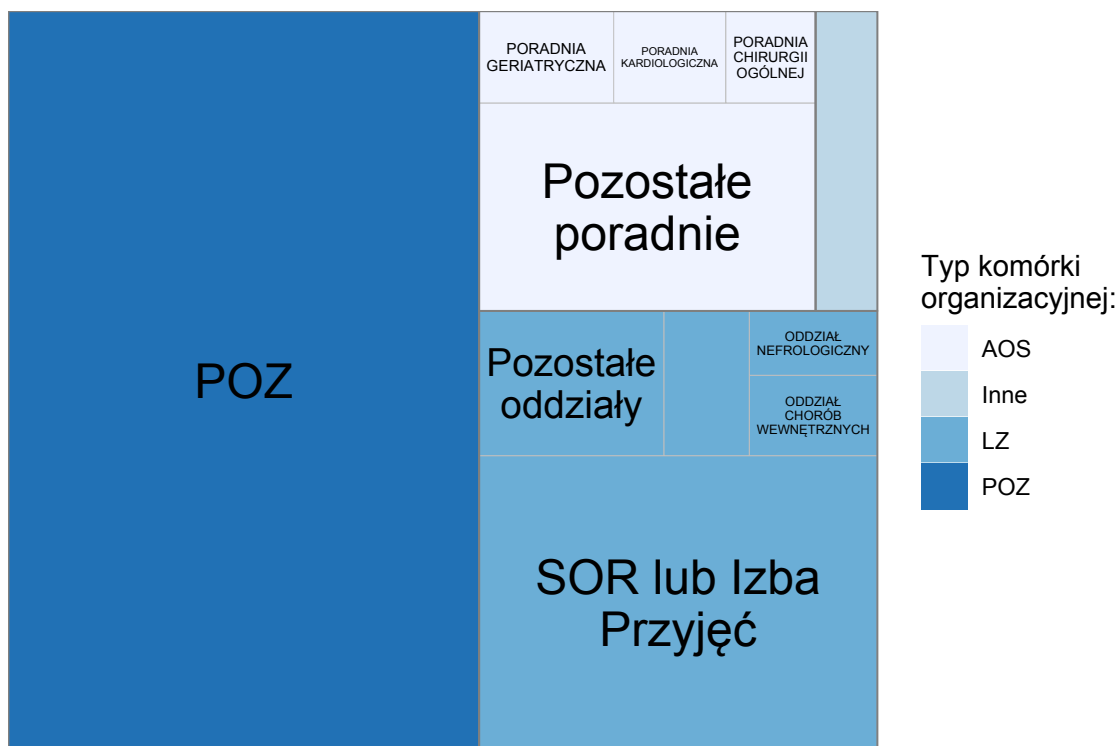 POZ
PORADNIA
GERIATRYCZNA
PORADNIA
KARDIOLOGICZNA
PORADNIA
CHIRURGII
OGÓLNEJ
Pozostałe
poradnie
Pozostałe
oddziały
ODDZIAŁ
NEFROLOGICZNY
ODDZIAŁ
CHORÓB
WEWNĘTRZNYCH
SOR lub Izba
Przyjęć
Typ komórki
organizacyjnej:
AOS
Inne
LZ
POZ